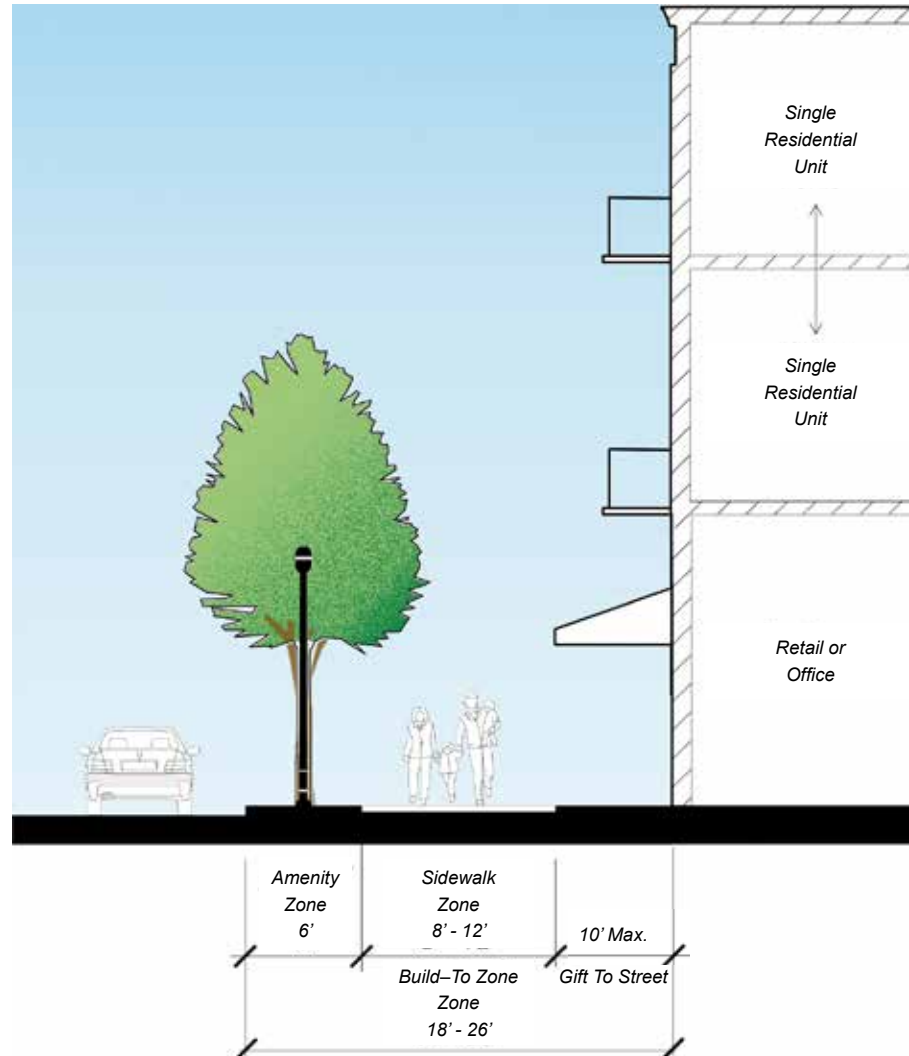 Single
Residential
Unit
Single
Residential
Unit
Retail or
Office
Amenity
Zone
6’
Sidewalk
Zone
8’ - 12’
10’ Max.
Build–To Zone
Zone
18’ - 26’
Gift To Street